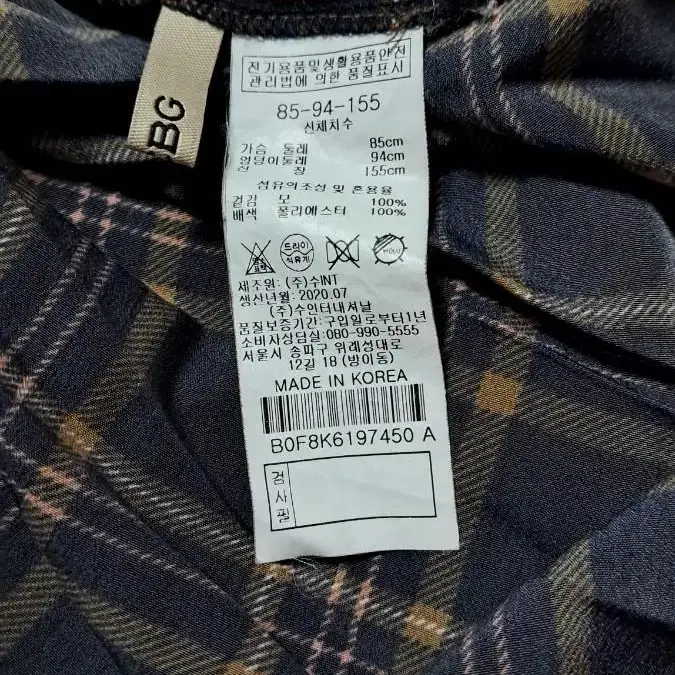 BG
전기용품및생활용품안전
관리법에 의한 품질표시
85-94-155
신체치수
가슴 둘레 85cm
엉덩이둘레 94cm
신 장 155cm
섬유의조성 및 혼용율
겉감 모 100%
배색 폴리에스터 100%
드라이
석유계
제조원: (주)수INT
생산년월: 2020.07
(주)수인터내셔날
품질보증기간: 구입일로부터1년
소비자상담실: 080-990-5555
서울시 송파구 위례성대로
12길 18 (방이동)
MADE IN KOREA
B0F8K6197450 A
검
사
필